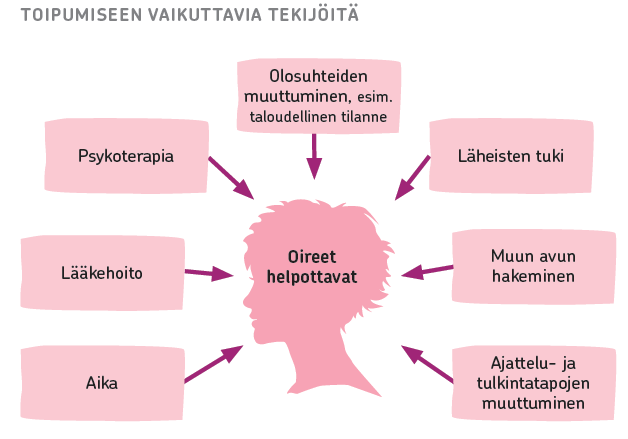 TOIPUMISEEN VAIKUTTAVIA TEKIJÖITÄ
Olosuhteiden
muuttuminen, esim.
taloudellinen tilanne
Psykoterapia
Läheisten tuki
Oireet
helpottavat
Lääkehoito
Muun avun
hakeminen
Aika
Ajattelu- ja
tulkintatapojen
muuttuminen